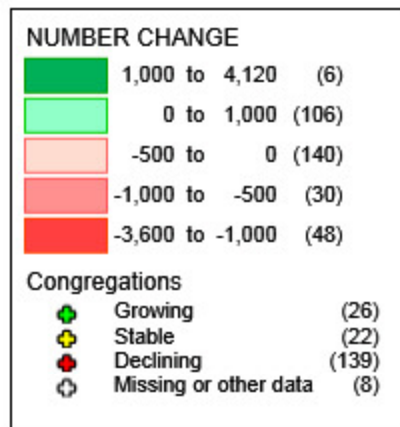 NUMBER CHANGE
1,000 to 4,120 (6)
0 to 1,000 (106)
-500 to 0 (140)
-1,000 to -500 (30)
-3,600 to -1,000 (48)
Congregations
Growing (26)
Stable (22)
Declining (139)
Missing or other data (8)